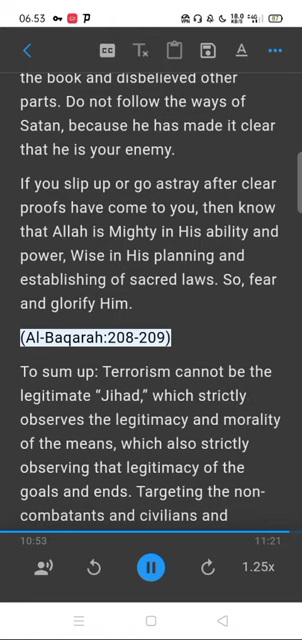 06.53
18.0 KB/S
67
the book and disbelieved other
parts. Do not follow the ways of
Satan, because he has made it clear
that he is your enemy.
If you slip up or go astray after clear
proofs have come to you, then know
that Allah is Mighty in His ability and
power, Wise in His planning and
establishing of sacred laws. So, fear
and glorify Him.
(Al-Baqarah:208-209)
To sum up: Terrorism cannot be the
legitimate “Jihad,” which strictly
observes the legitimacy and morality
of the means, which also strictly
observing that legitimacy of the
goals and ends. Targeting the non-
combatants and civilians and
10:53
11:21
1.25x